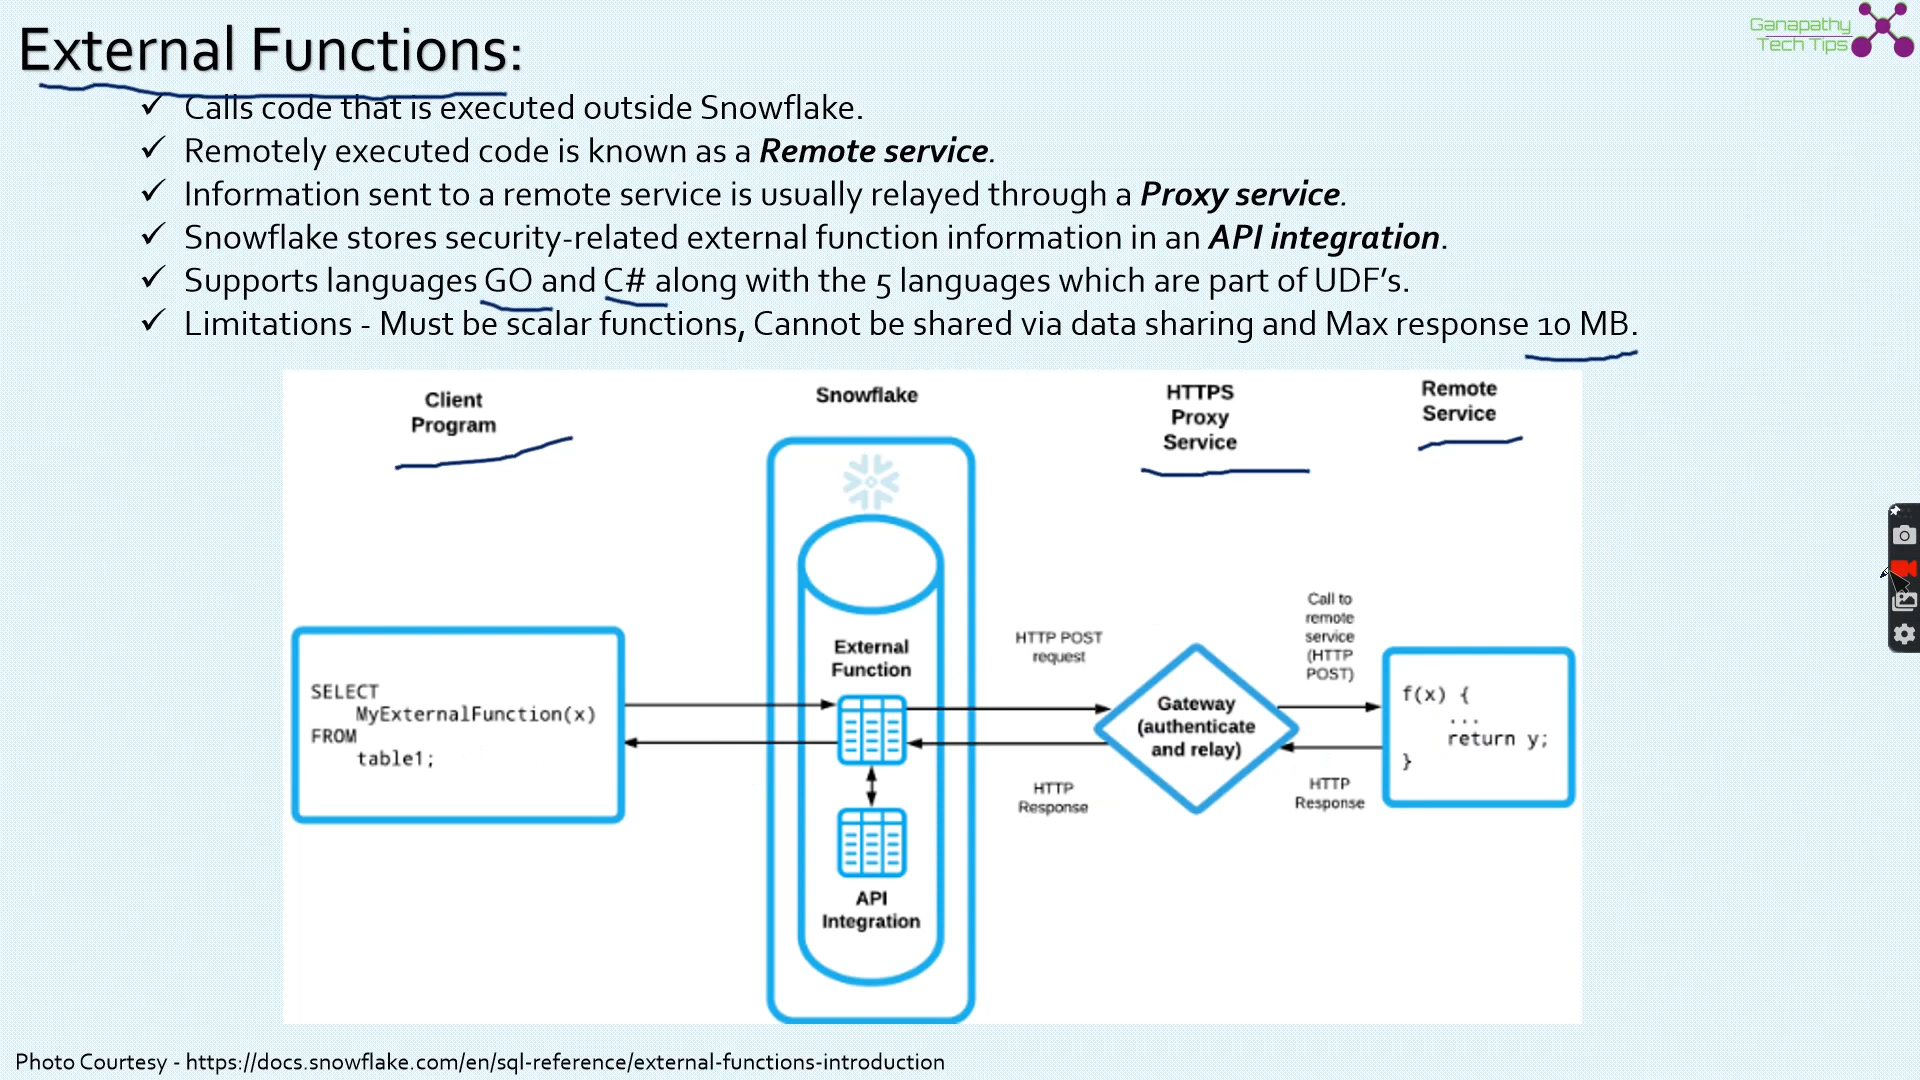 External Functions:
Ganapathy
Tech Tips
✓ Calls code that is executed outside Snowflake.
✓ Remotely executed code is known as a Remote service.
✓ Information sent to a remote service is usually relayed through a Proxy service.
✓ Snowflake stores security-related external function information in an API integration.
✓ Supports languages GO and C# along with the 5 languages which are part of UDF's.
✓ Limitations - Must be scalar functions, Cannot be shared via data sharing and Max response 10 MB.
Client
Program
Snowflake
HTTPS
Proxy
Service
Remote
Service
SELECT
MyExternalFunction(x)
FROM
table1;
External
Function
API
Integration
HTTP POST
request
HTTP
Response
Gateway
(authenticate
and relay)
Call to
remote
service
(HTTP
POST)
HTTP
Response
f(x) {
...
return y;
}
Photo Courtesy - https://docs.snowflake.com/en/sql-reference/external-functions-introduction